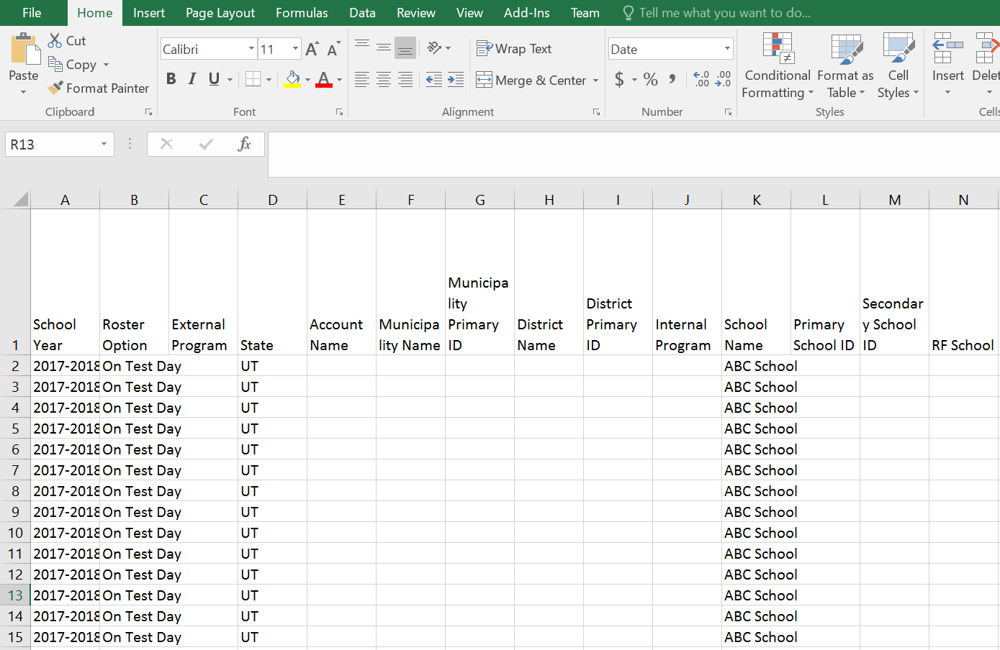 File Home Insert Page Layout Formulas Data Review View Add-Ins Team Tell me what you want to do...
Paste
Cut
Copy
Format Painter
Clipboard
Calibri 11 A A
B I U A
Font
Wrap Text
Merge & Center
Alignment
Date
$ % , .0 .00 .00 .0
Number
Conditional Formatting
Format as Table
Cell Styles
Styles
Insert
Delet
Cells
R13 fx
A B C D E F G H I J K L M N
1 School Year Roster Option External Program State Account Name Municipa lity Name Municipa lity Primary ID District Name District Primary ID Internal Program School Name Primary School ID Secondar y School ID RF School
2 2017-2018 On Test Day UT ABC School
3 2017-2018 On Test Day UT ABC School
4 2017-2018 On Test Day UT ABC School
5 2017-2018 On Test Day UT ABC School
6 2017-2018 On Test Day UT ABC School
7 2017-2018 On Test Day UT ABC School
8 2017-2018 On Test Day UT ABC School
9 2017-2018 On Test Day UT ABC School
10 2017-2018 On Test Day UT ABC School
11 2017-2018 On Test Day UT ABC School
12 2017-2018 On Test Day UT ABC School
13 2017-2018 On Test Day UT ABC School
14 2017-2018 On Test Day UT ABC School
15 2017-2018 On Test Day UT ABC School